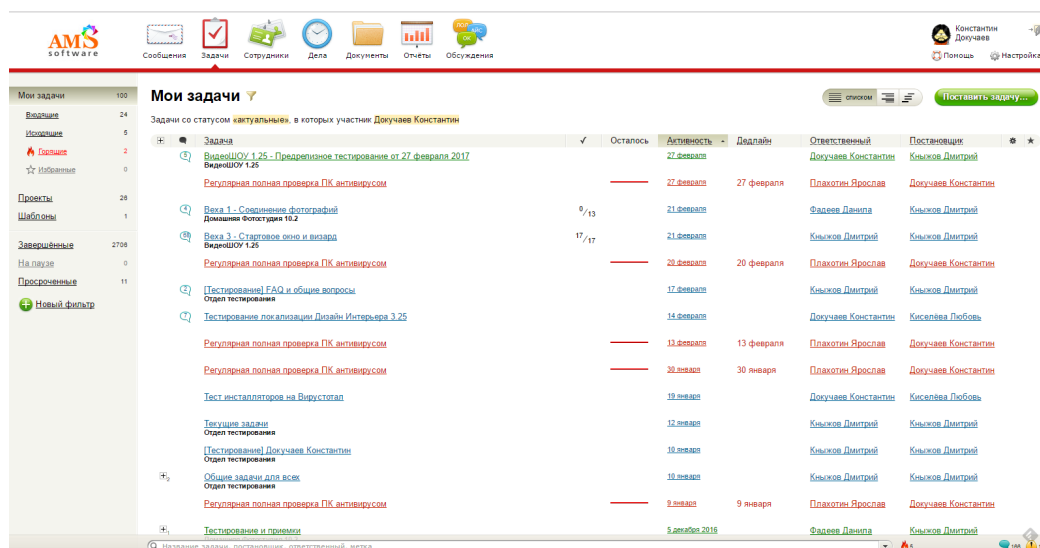 AMS
software
Сообщения Задачи Сотрудники Дела Документы Отчёты Обсуждения
Константин
Докучаев
Помощь Настройка
Мои задачи 100
Входящие 24
Исходящие 5
Горящие 2
Избранные 0
Проекты 26
Шаблоны 1
Завершённые 2706
На паузе 0
Просроченные 11
Новый фильтр
Мои задачи
списком
Поставить задачу...
Задачи со статусом «актуальные», в которых участник Докучаев Константин
Задача ✓ Осталось Активность Дедлайн Ответственный Постановщик
5 ВидеоШОУ 1.25 - Предрелизное тестирование от 27 февраля 2017 27 февраля Докучаев Константин Кныжов Дмитрий
ВидеоШОУ 1.25
Регулярная полная проверка ПК антивирусом 27 февраля 27 февраля Плахотин Ярослав Докучаев Константин
4 Веха 1 - Соединение фотографий 0/13 21 февраля Фадеев Данила Кныжов Дмитрий
Домашняя Фотостудия 10.2
Веха 3 - Стартовое окно и визард 17/17 21 февраля Кныжов Дмитрий Кныжов Дмитрий
ВидеоШОУ 1.25
Регулярная полная проверка ПК антивирусом 20 февраля 20 февраля Плахотин Ярослав Докучаев Константин
2 [Тестирование] FAQ и общие вопросы 17 февраля Кныжов Дмитрий Кныжов Дмитрий
Отдел тестирования
7 Тестирование локализации Дизайн Интерьера 3.25 14 февраля Докучаев Константин Киселёва Любовь
Регулярная полная проверка ПК антивирусом 13 февраля 13 февраля Плахотин Ярослав Докучаев Константин
Регулярная полная проверка ПК антивирусом 30 января 30 января Плахотин Ярослав Докучаев Константин
Тест инсталляторов на Вирустотал 19 января Докучаев Константин Киселёва Любовь
Текущие задачи 12 января Кныжов Дмитрий Кныжов Дмитрий
Отдел тестирования
[Тестирование] Докучаев Константин 10 января Кныжов Дмитрий Кныжов Дмитрий
Отдел тестирования
Общие задачи для всех 10 января Кныжов Дмитрий Кныжов Дмитрий
Отдел тестирования
Регулярная полная проверка ПК антивирусом 9 января 9 января Плахотин Ярослав Докучаев Константин
Тестирование и приемки 5 декабря 2016 Фадеев Данила Кныжов Дмитрий
Название задачи, постановщик, ответственный, метка 5